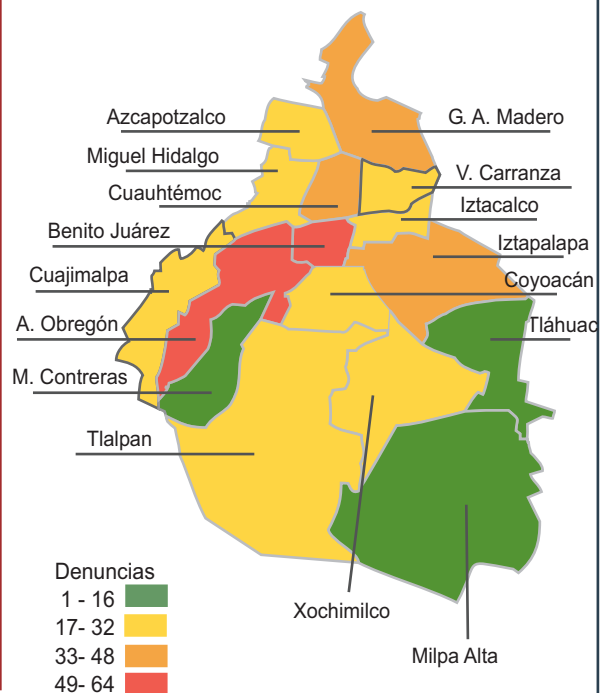 Azcapotzalco
G. A. Madero
Miguel Hidalgo
V. Carranza
Cuauhtémoc
Iztacalco
Benito Juárez
Iztapalapa
Cuajimalpa
Coyoacán
A. Obregón
Tláhuac
M. Contreras
Tlalpan
Xochimilco
Milpa Alta
Denuncias
1 - 16
17- 32
33- 48
49- 64